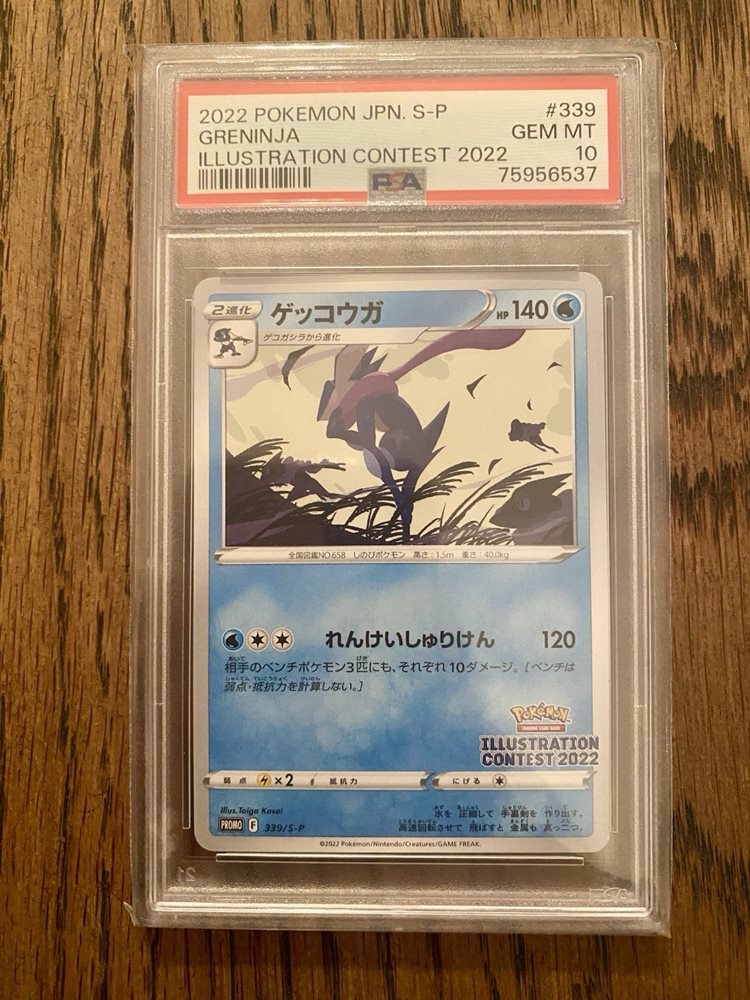 2022 POKEMON JPN. S-P #339
GRENINJA GEM MT
ILLUSTRATION CONTEST 2022 10
PSA 75956537
2進化 ゲッコウガ HP 140
ゲコガシラから進化
全国図鑑NO.658 しのびポケモン 高さ:1.5m 重さ:40.0kg
れんけいしゅりけん 120
相手のベンチポケモン3匹にも、それぞれ10ダメージ。[ベンチは
弱点・抵抗力を計算しない。]
Pokémon
TRADING CARD GAME
ILLUSTRATION
CONTEST 2022
弱点 ×2 抵抗力 にげる
Illus.Taiga Kasai
水を圧縮して手裏剣を作り出す。
PROMO F 339/S-P
高速回転させて飛ばすと金属も真っ二つ。
©2022 Pokémon/Nintendo/Creatures/GAME FREAK.